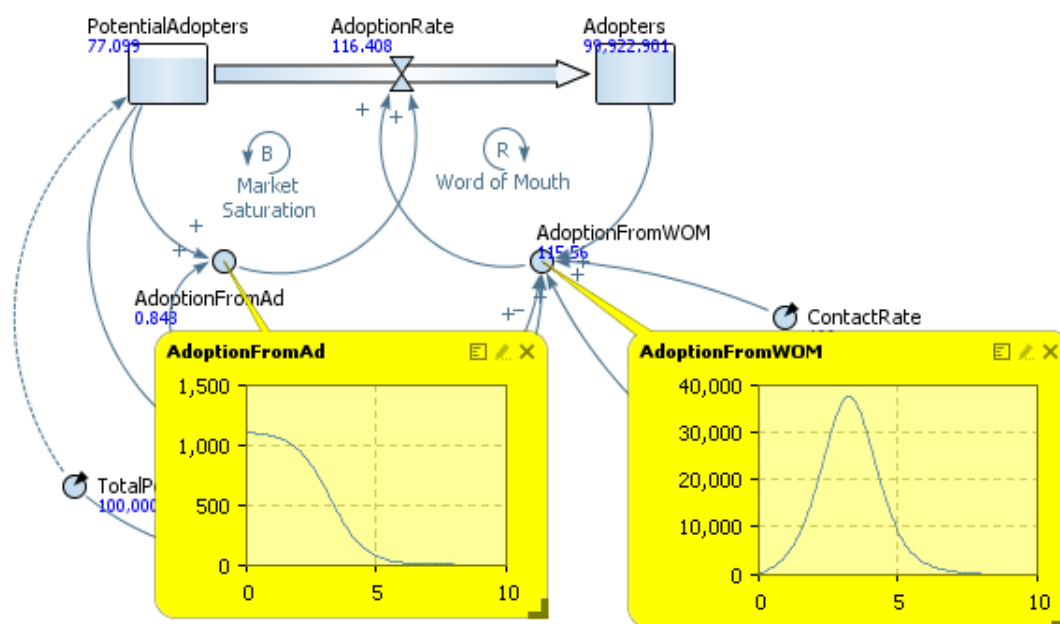 PotentialAdopters
77.099
AdoptionRate
116.408
Adopters
99,922.901
+
+
B
Market
Saturation
R
Word of Mouth
+
+
AdoptionFromWOM
115.56
+
+
+
+-
AdoptionFromAd
0.848
ContactRate
AdoptionFromAd
1,500
1,000
500
0
0
5
10
AdoptionFromWOM
40,000
30,000
20,000
10,000
0
0
5
10
100,000